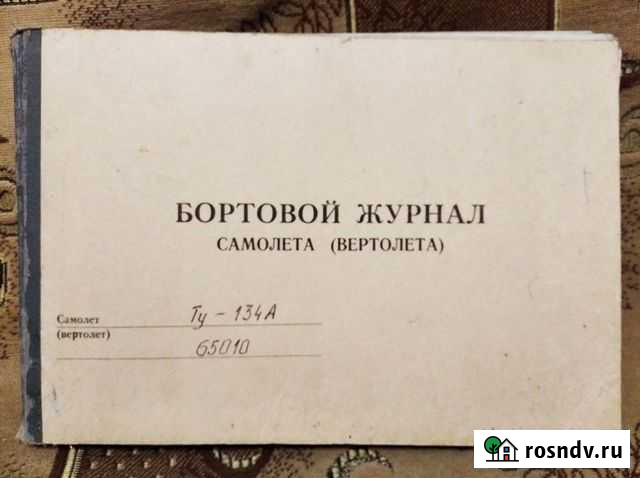 БОРТОВОЙ ЖУРНАЛ
САМОЛЕТА (ВЕРТОЛЕТА)
Самолет Ту - 134А
(вертолет)
65010
rosndv.ru